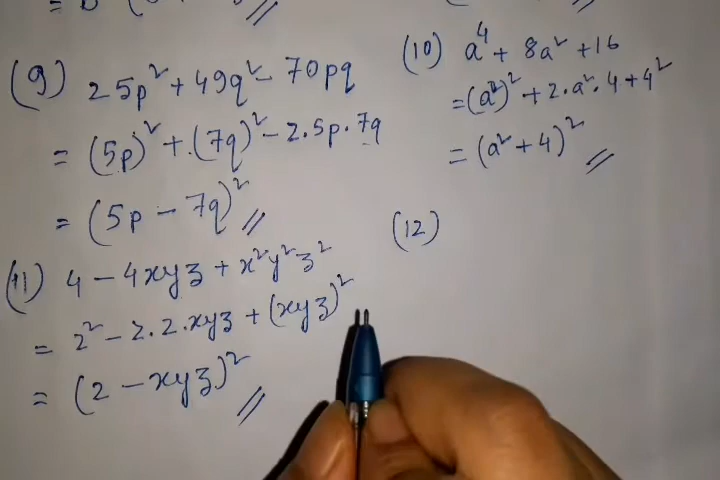 (9) 25p² + 49q² - 70pq
= (5p)² + (7q)² - 2.5p.7q
= (5p - 7q)² //
(10) a⁴ + 8a² + 16
= (a²)² + 2.a².4 + 4²
= (a² + 4)² //
(11) 4 - 4xyz + x²y²z²
= 2² - 2.2.xyz + (xyz)²
= (2 - xyz)² //
(12)